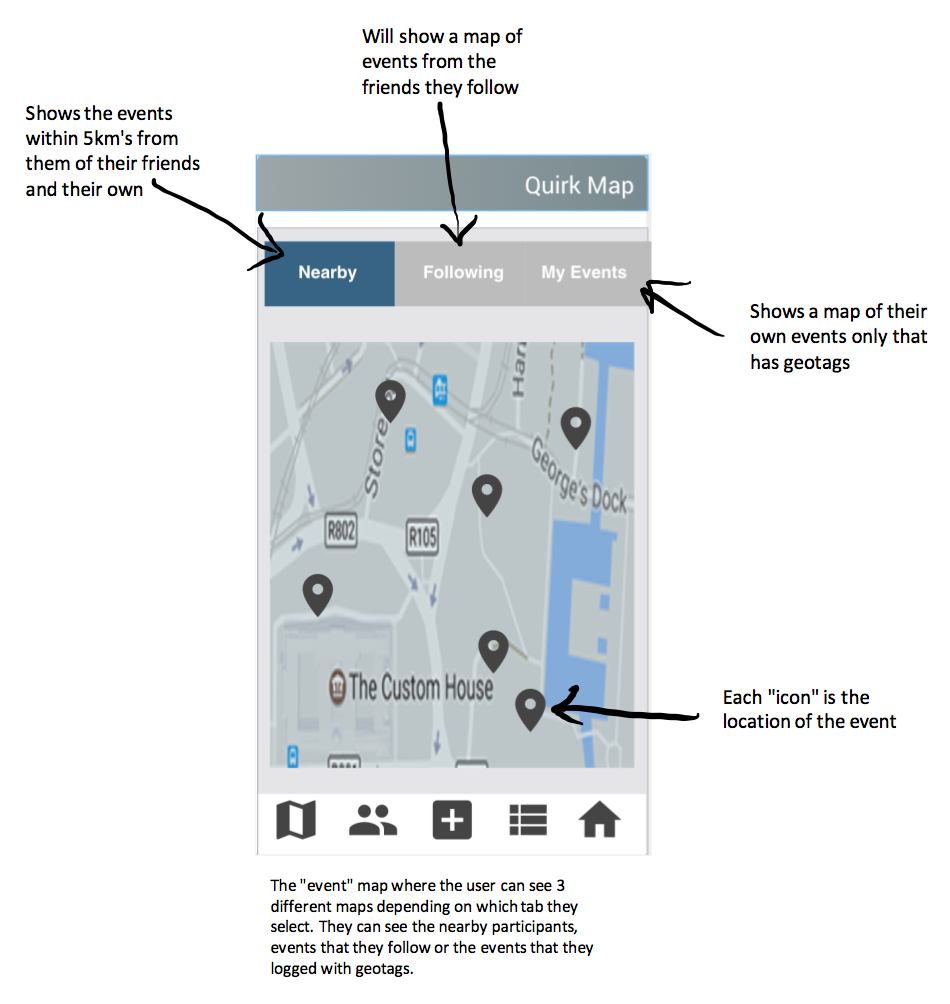 Will show a map of
events from the
friends they follow
Shows the events
within 5km's from
them of their friends
and their own
Quirk Map
Nearby
Following
My Events
Shows a map of their
own events only that
has geotags
Store
Har
George's Dock
R802
R105
The Custom House
Each "icon" is the
location of the event
The "event" map where the user can see 3
different maps depending on which tab they
select. They can see the nearby participants,
events that they follow or the events that they
logged with geotags.